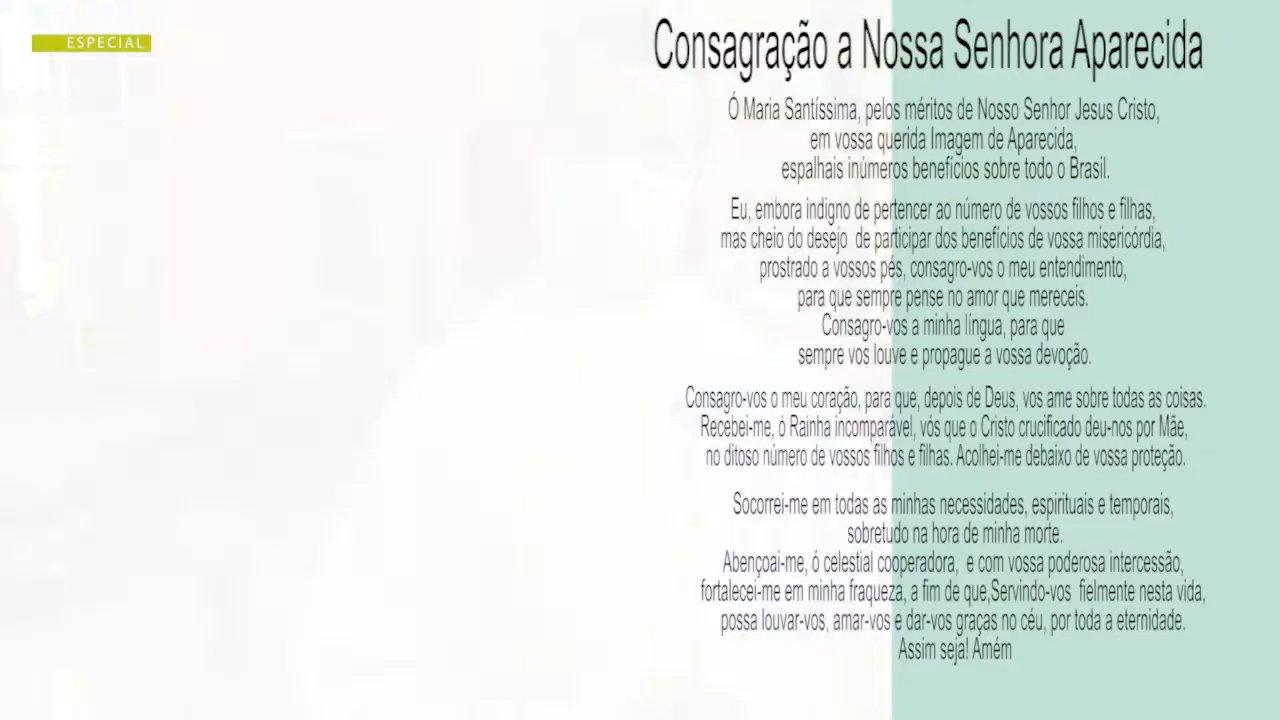 ESPECIAL
Consagração a Nossa Senhora Aparecida
Ó Maria Santíssima, pelos méritos de Nosso Senhor Jesus Cristo,
em vossa querida Imagem de Aparecida,
espalhais inúmeros benefícios sobre todo o Brasil.
Eu, embora indigno de pertencer ao número de vossos filhos e filhas,
mas cheio do desejo de participar dos benefícios de vossa misericórdia,
prostrado a vossos pés, consagro-vos o meu entendimento,
para que sempre pense no amor que mereceis.
Consagro-vos a minha língua, para que
sempre vos louve e propague a vossa devoção.
Consagro-vos o meu coração, para que, depois de Deus, vos ame sobre todas as coisas.
Recebei-me, ó Rainha incomparável, vós que o Cristo crucificado deu-nos por Mãe,
no ditoso número de vossos filhos e filhas. Acolhei-me debaixo de vossa proteção.
Socorrei-me em todas as minhas necessidades, espirituais e temporais,
sobretudo na hora de minha morte.
Abençoai-me, ó celestial cooperadora, e com vossa poderosa intercessão,
fortalecei-me em minha fraqueza, a fim de que,Servindo-vos fielmente nesta vida,
possa louvar-vos, amar-vos e dar-vos graças no céu, por toda a eternidade.
Assim seja! Amém